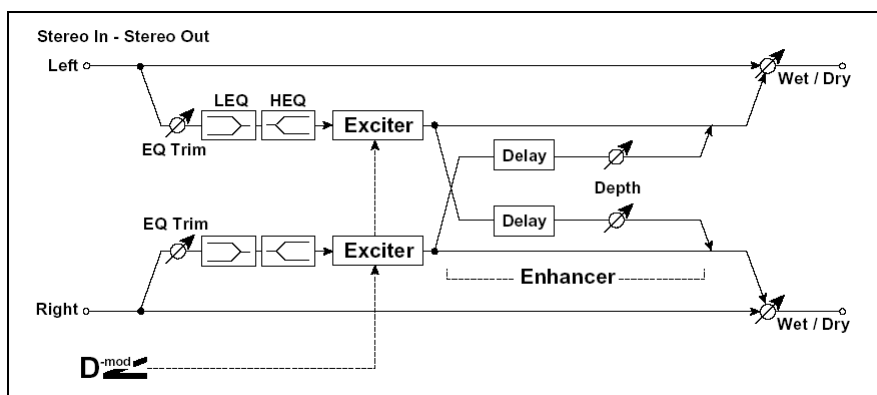 Stereo In - Stereo Out
Left
Wet / Dry
LEQ HEQ
EQ Trim
Exciter
Delay
Depth
EQ Trim
Delay
Exciter
Enhancer
Right
Wet / Dry
D-mod